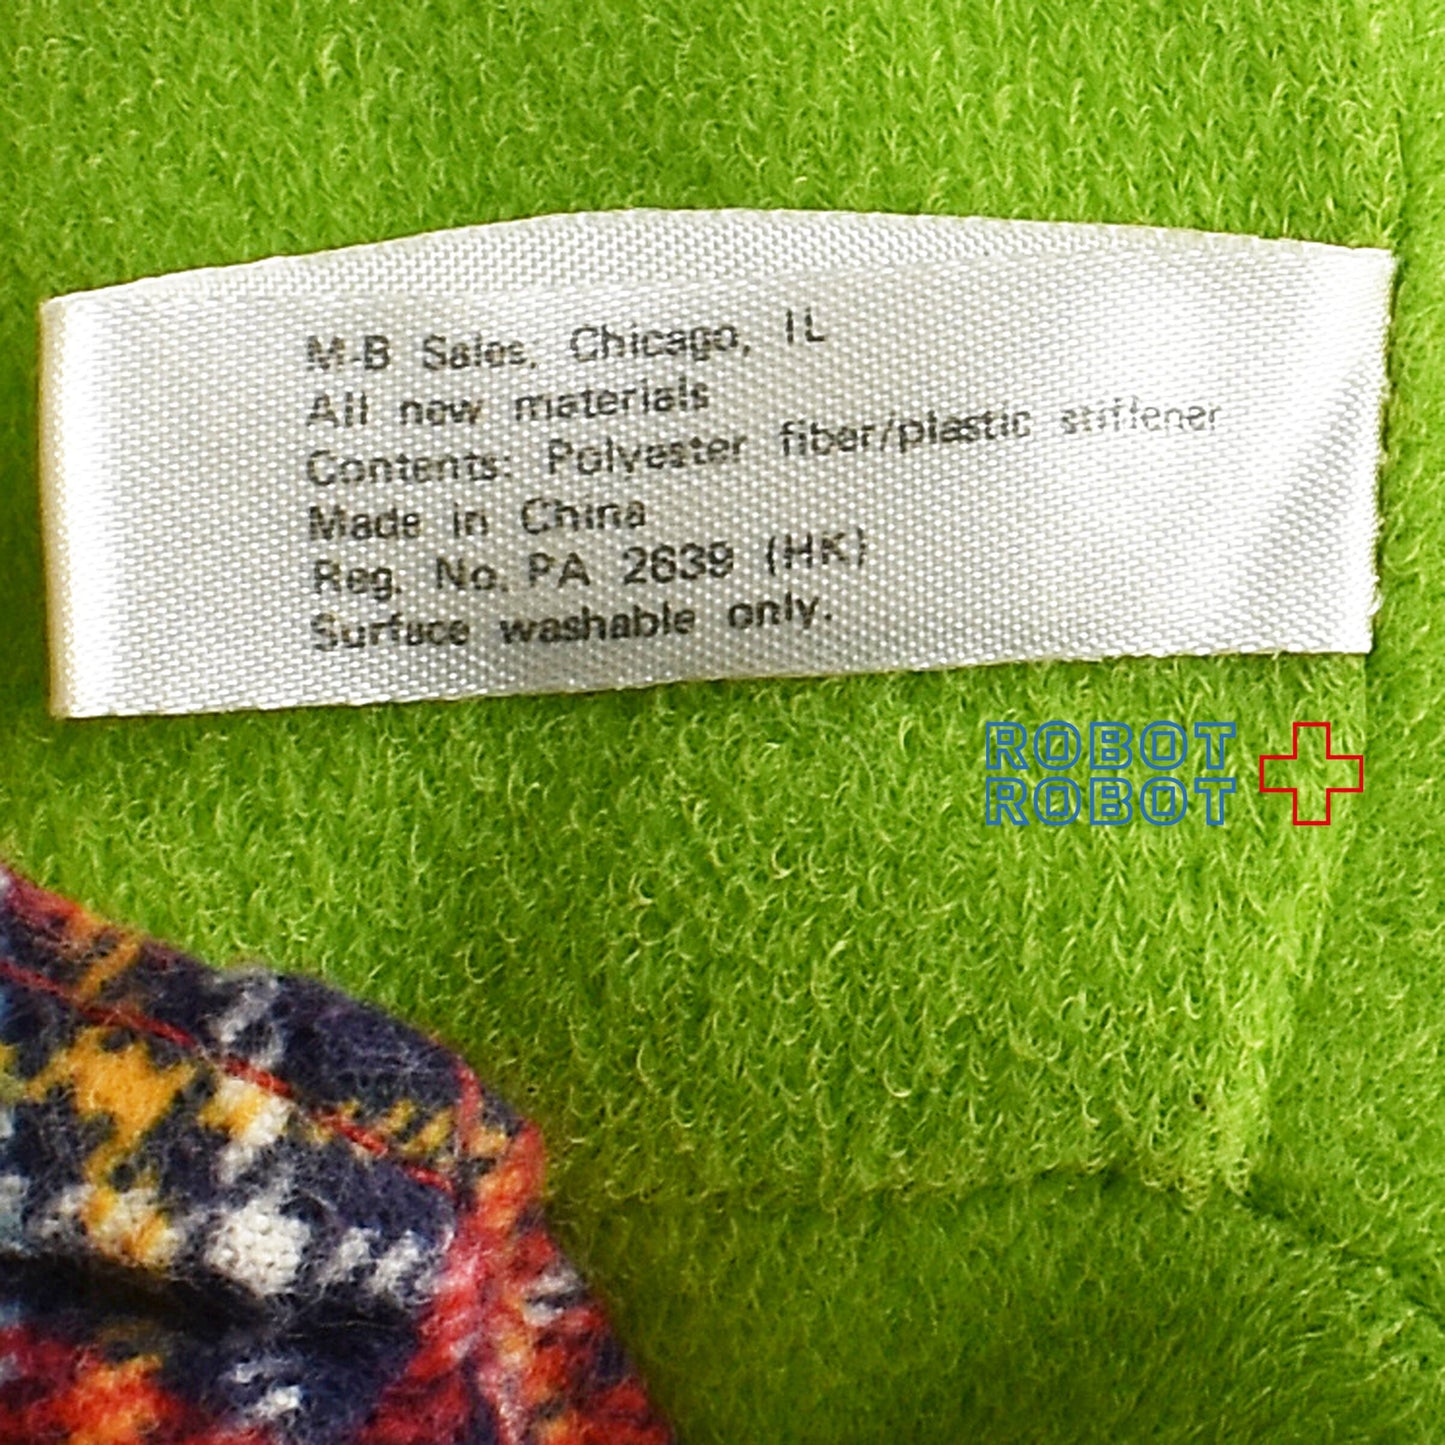 M-B Sales, Chicago, IL
All new materials
Contents: Polyester fiber/plastic stiffener
Made in China
Reg. No. PA 2639 (HK)
Surface washable only.
ROBOT
ROBOT